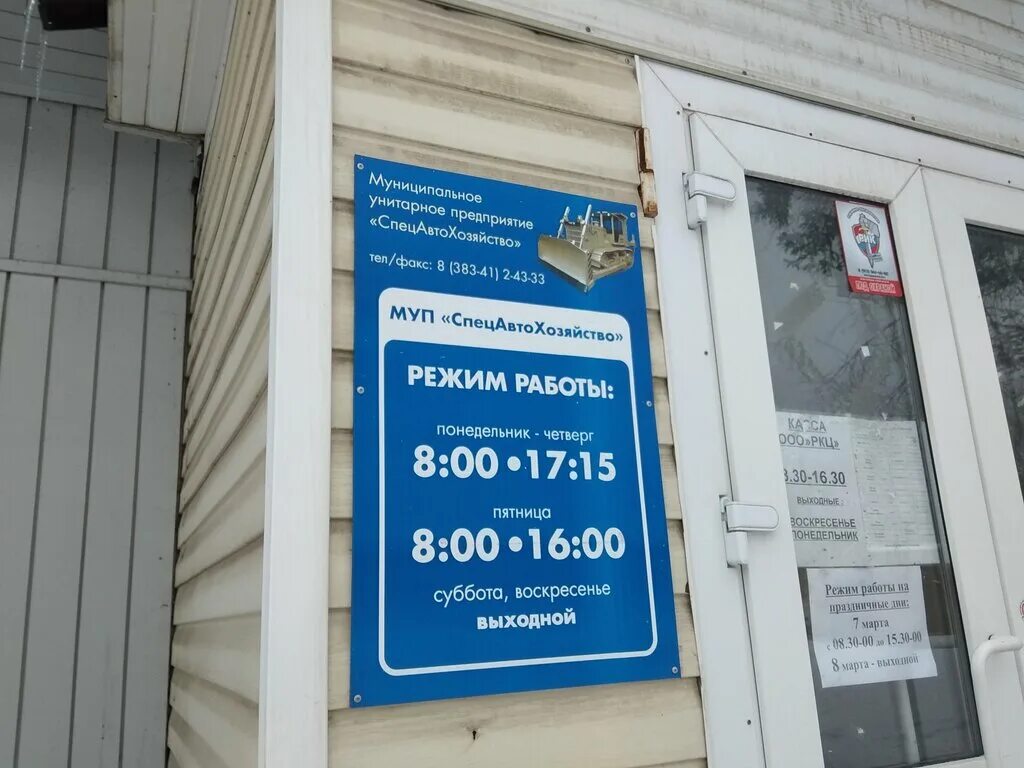 Муниципальное
унитарное предприятие
«СпецАвтоХозяйство»
тел/факс: 8 (383-41) 2-43-33
МУП «СпецАвтоХозяйство»
РЕЖИМ РАБОТЫ:
понедельник - четверг
8:00 • 17:15
пятница
8:00 • 16:00
суббота, воскресенье
выходной
КАССА
ООО»РКЦ»
8.30-16.30
ВЫХОДНЫЕ:
ВОСКРЕСЕНЬЕ
ПОНЕДЕЛЬНИК
Режим работы на
праздничные дни:
7 марта
с 08.30-00 до 15.30-00
8 марта - выходной